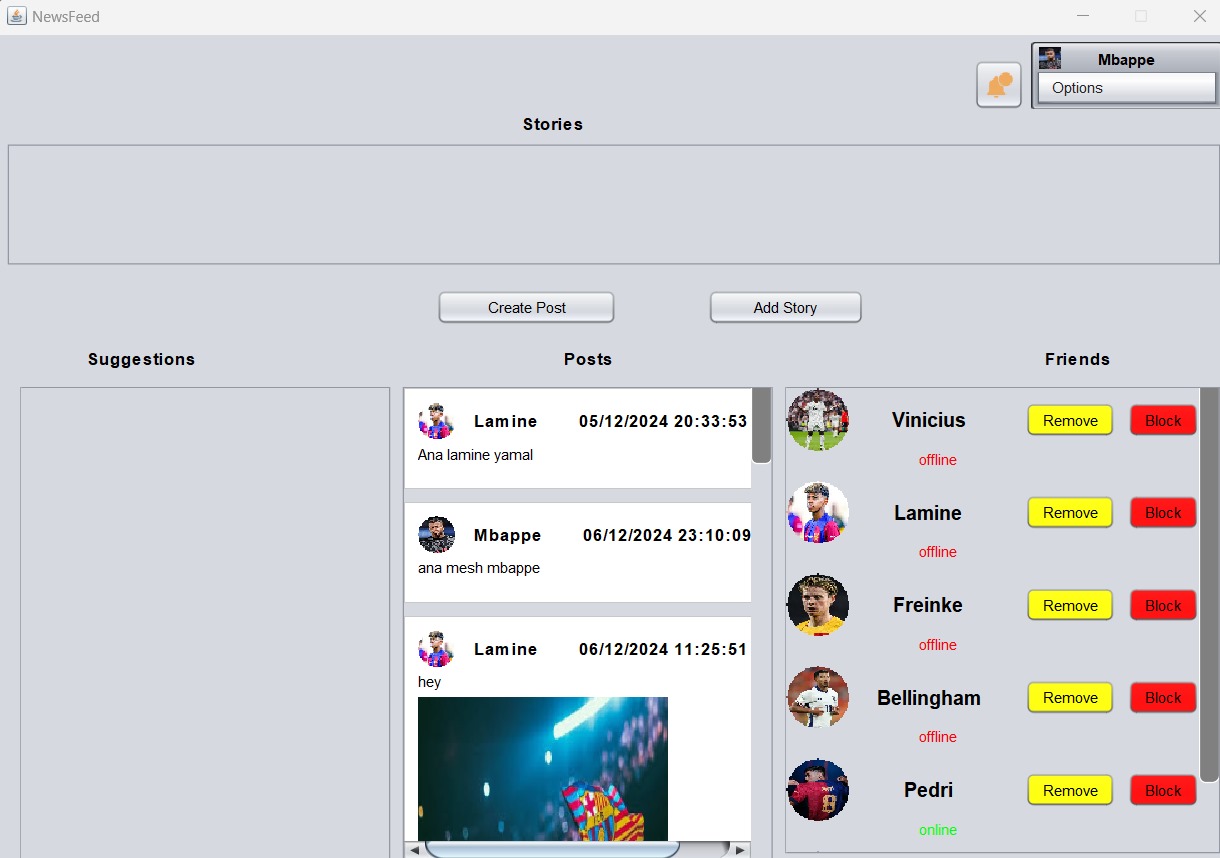 NewsFeed
Mbappe
Options
Stories
Create Post
Add Story
Suggestions
Posts
Friends
Lamine 05/12/2024 20:33:53
Ana lamine yamal
Mbappe 06/12/2024 23:10:09
ana mesh mbappe
Lamine 06/12/2024 11:25:51
hey
Vinicius Remove Block
offline
Lamine Remove Block
offline
Freinke Remove Block
offline
Bellingham Remove Block
offline
Pedri Remove Block
online
8